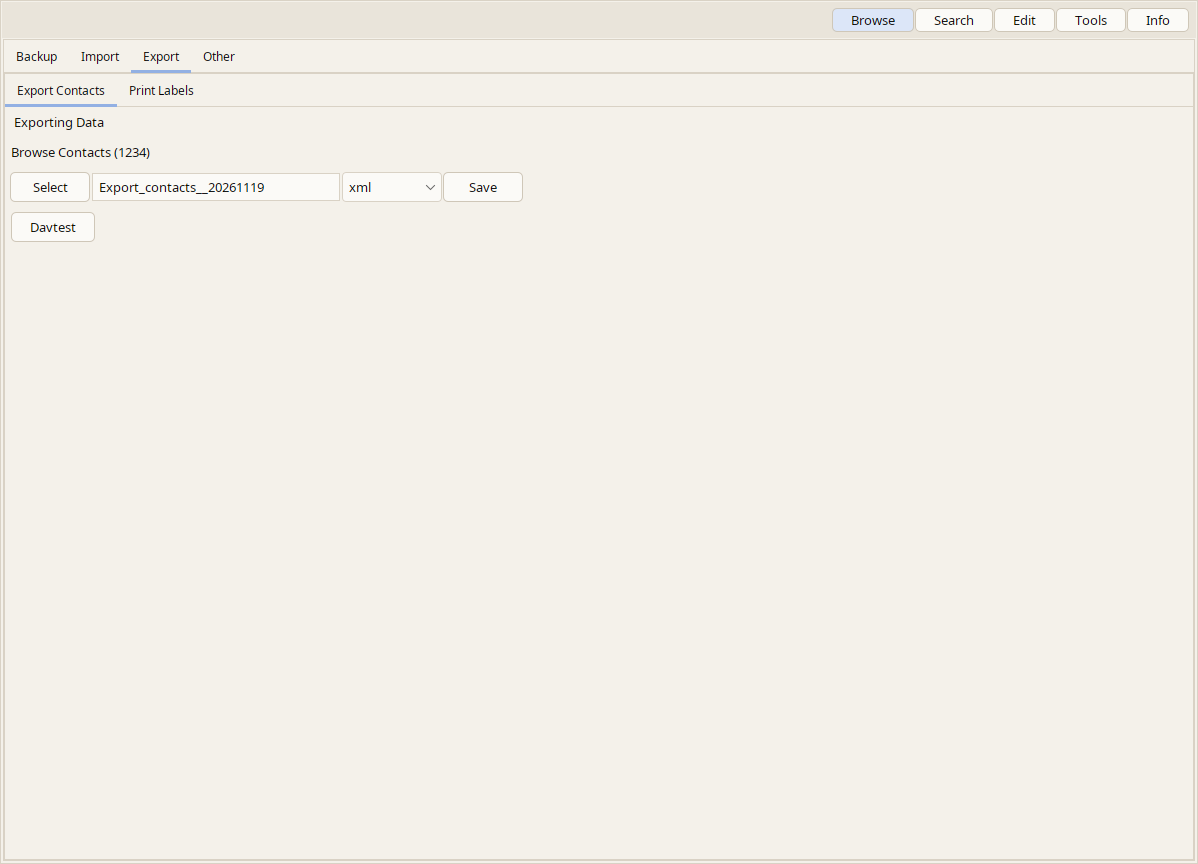 Browse Search Edit Tools Info
Backup Import Export Other
Export Contacts Print Labels
Exporting Data
Browse Contacts (1234)
Select Export_contacts__20261119 xml Save
Davtest